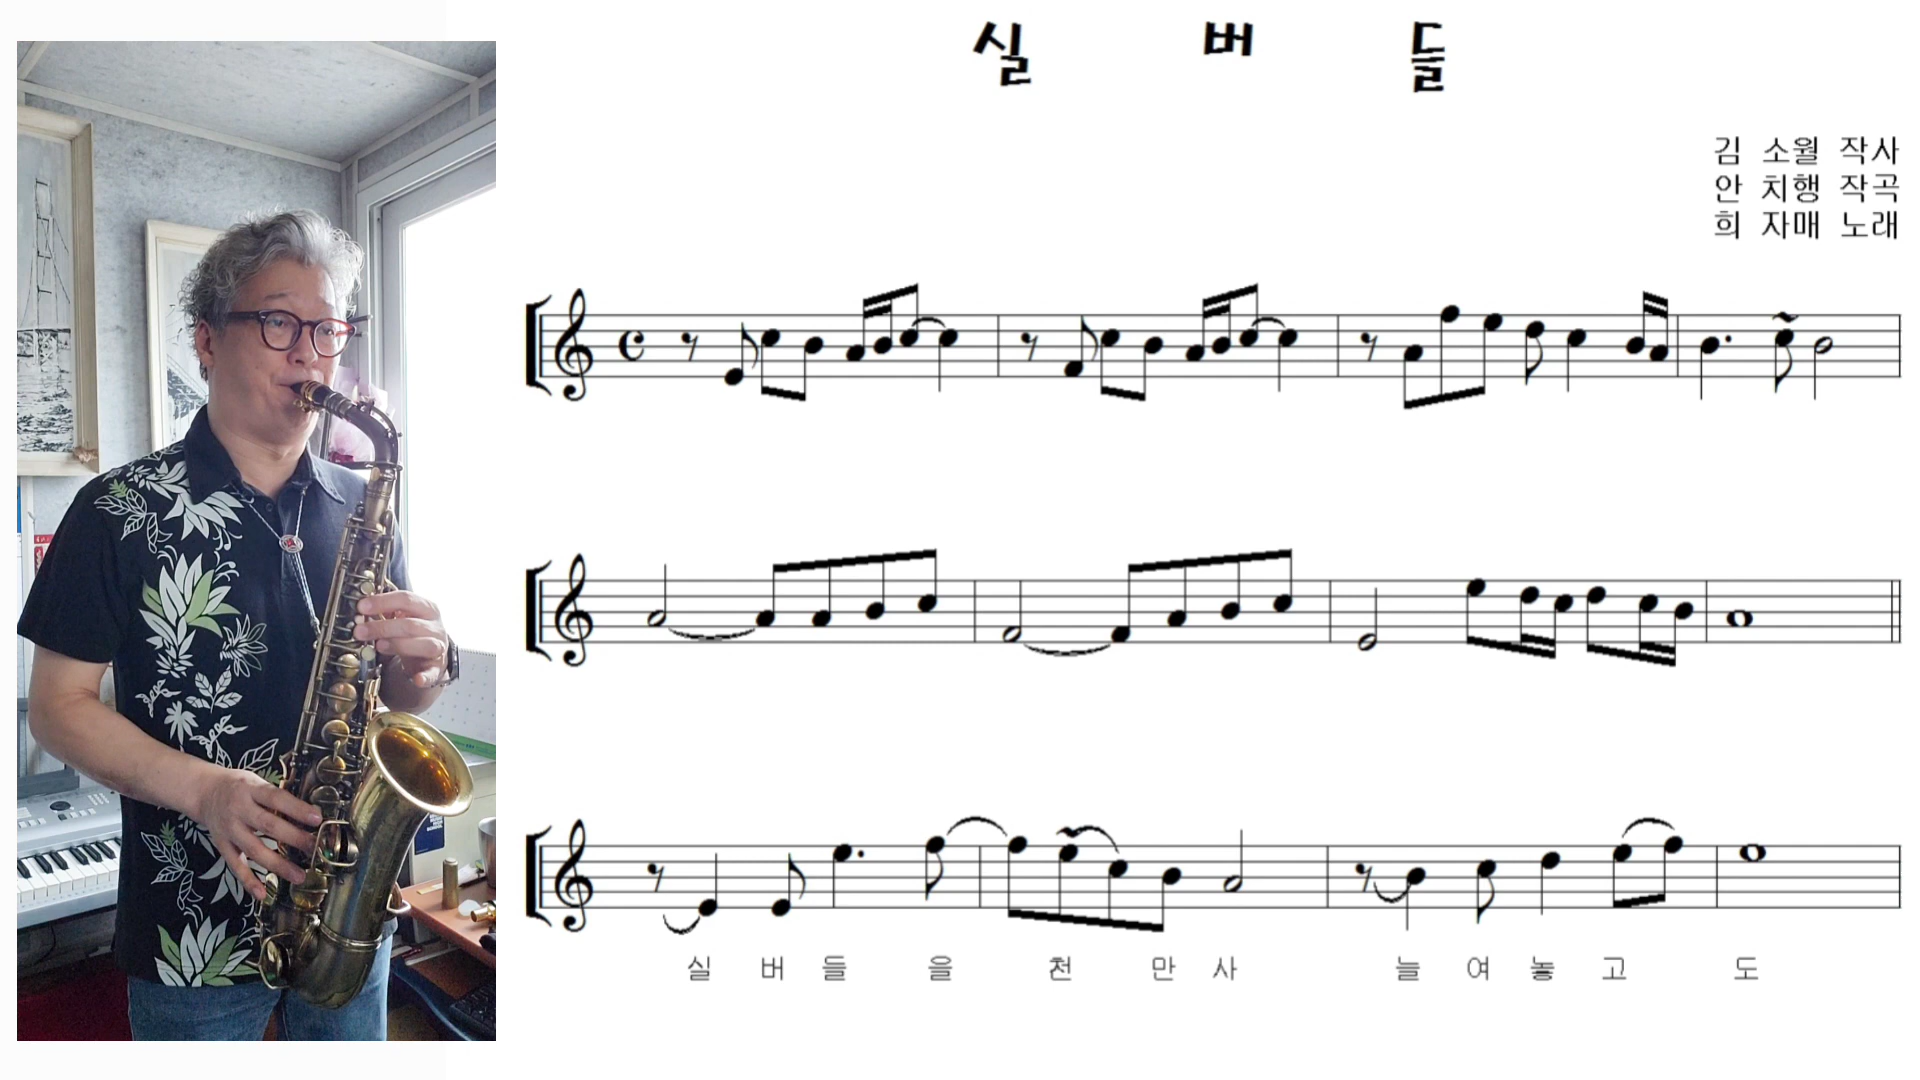 실 버 들
김 소월 작사
안 치행 작곡
희 자매 노래
실 버 들 을 천 만 사 늘 여 놓 고 도